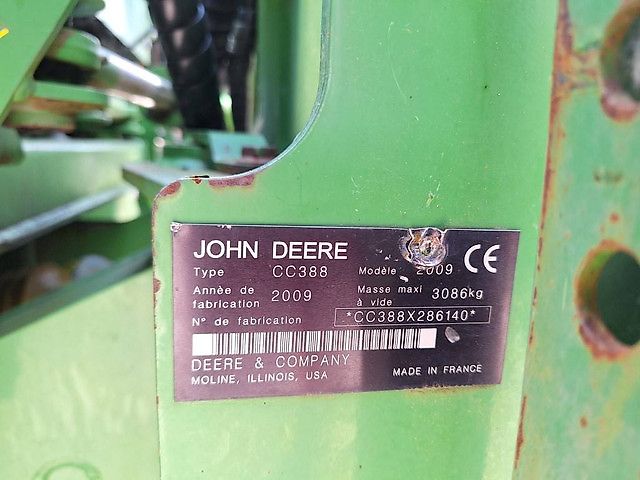 JOHN DEERE CE
Type CC388 Modèle 2009
Année de fabrication 2009 Masse maxi à vide 3086kg
N° de fabrication *CC388X286140*
DEERE & COMPANY
MOLINE, ILLINOIS, USA MADE IN FRANCE